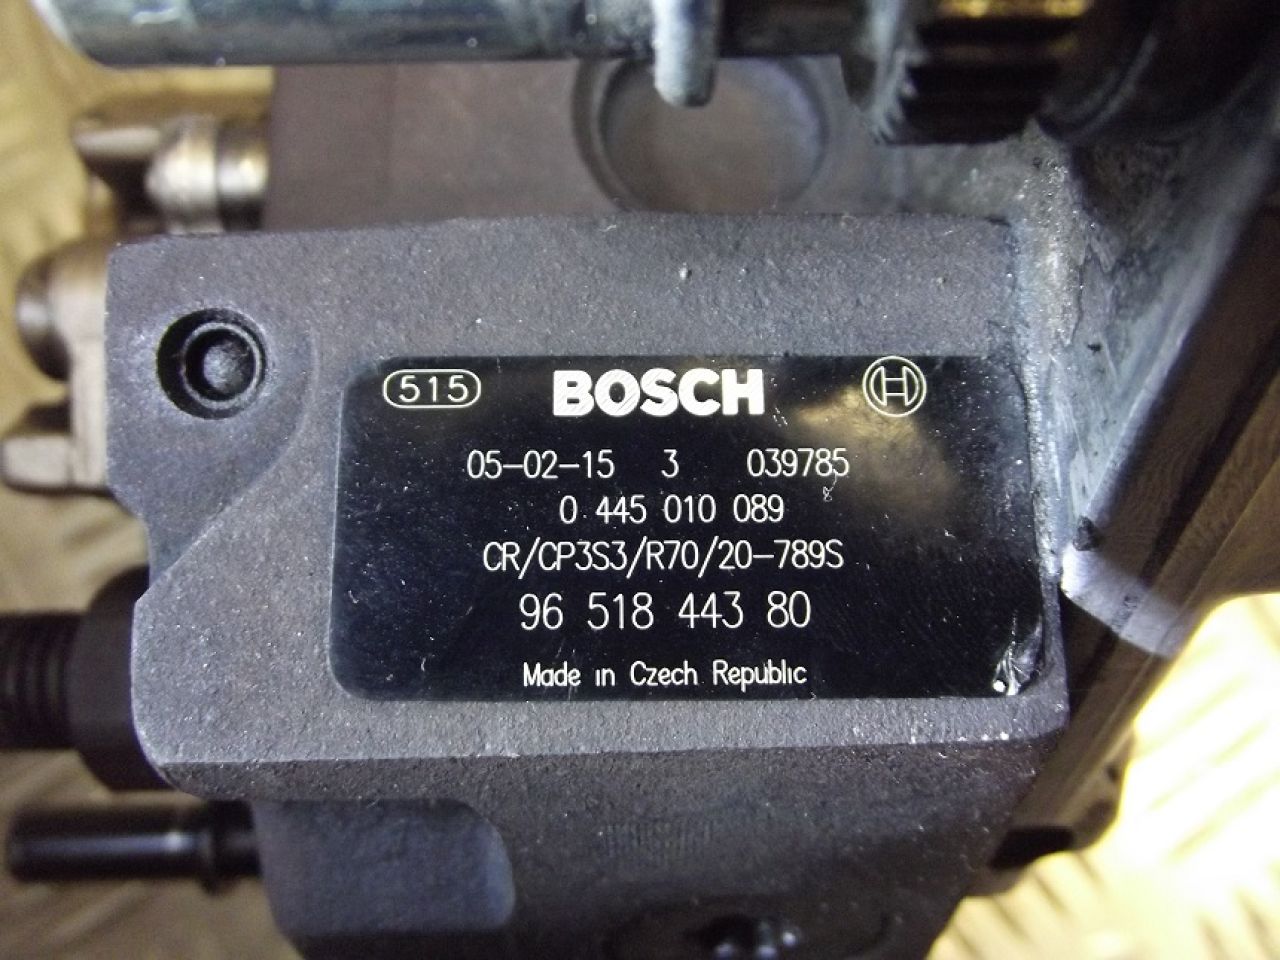 515 BOSCH
05-02-15 3 039785
0 445 010 089
CR/CP3S3/R70/20-789S
96 518 443 80
Made in Czech Republic